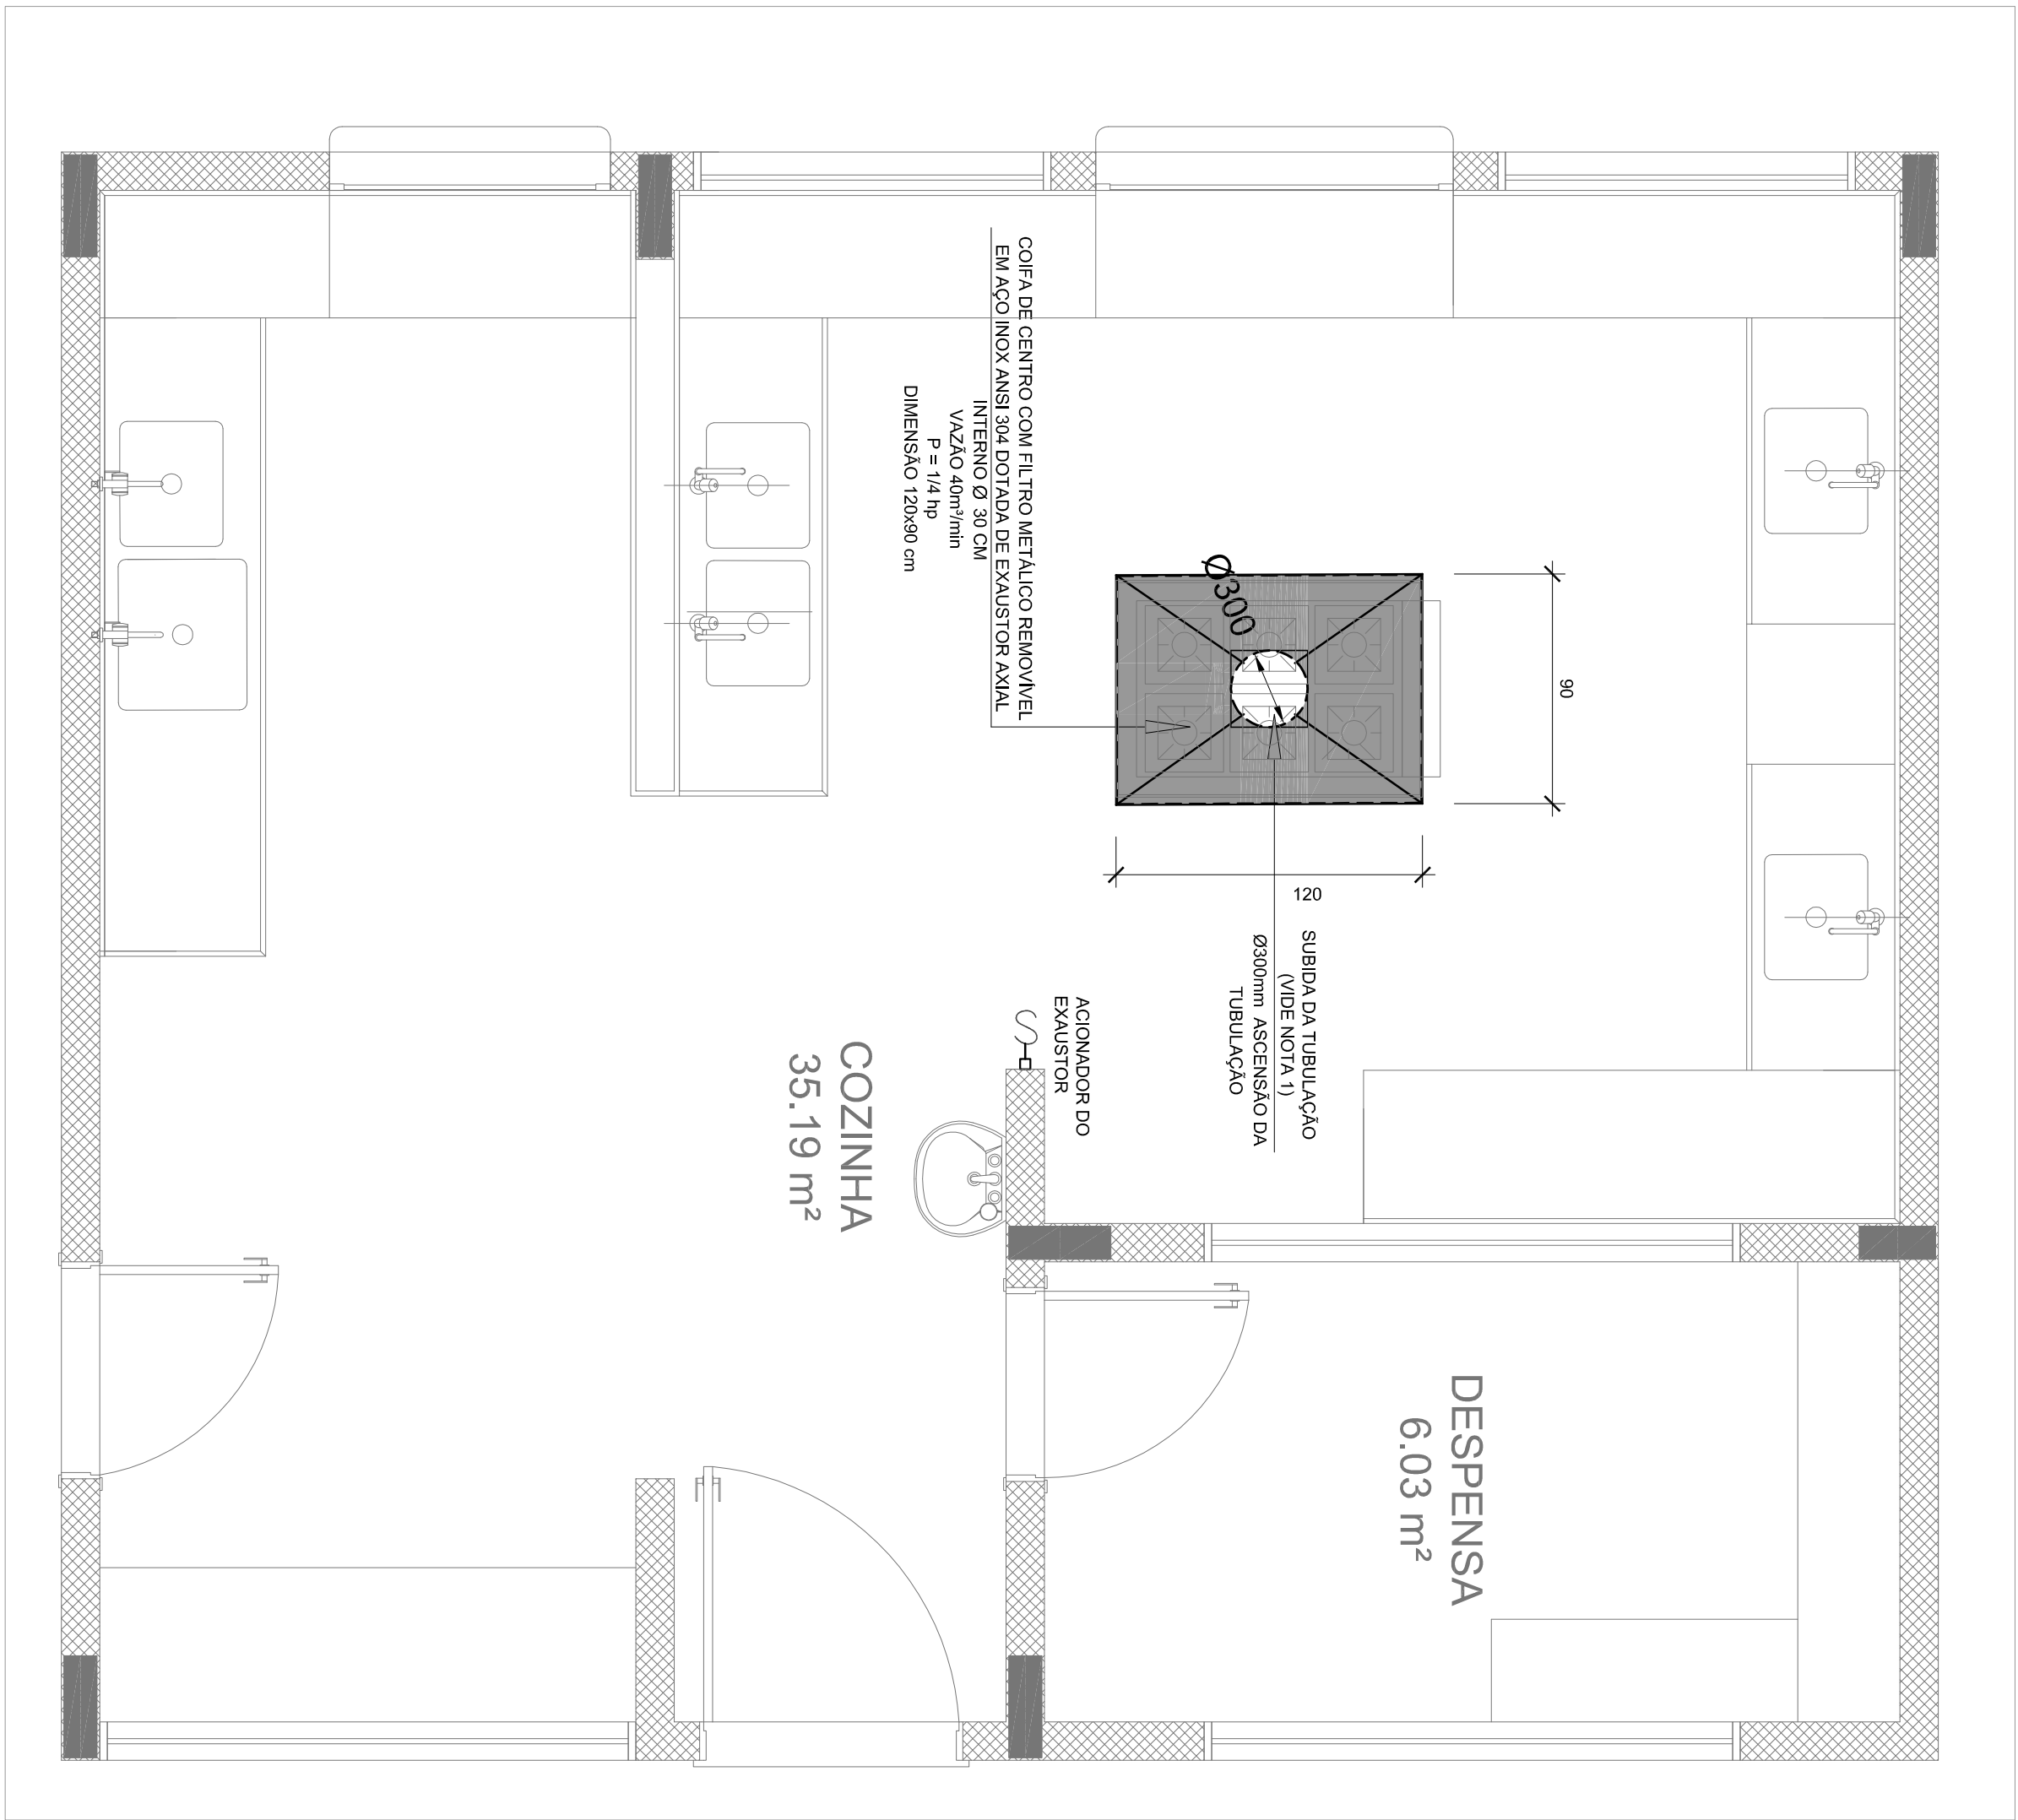 COIFA DE CENTRO COM FILTRO METÁLICO REMOVÍVEL
EM AÇO INOX ANSI 304 DOTADA DE EXAUSTOR AXIAL
INTERNO Ø 30 CM
VAZÃO 40m³/min
P = 1/4 hp
DIMENSÃO 120x90 cm
Ø300
90
120
SUBIDA DA TUBULAÇÃO
(VIDE NOTA 1)
Ø300mm ASCENSÃO DA
TUBULAÇÃO
ACIONADOR DO
EXAUSTOR
COZINHA
35.19 m²
DESPENSA
6.03 m²
S